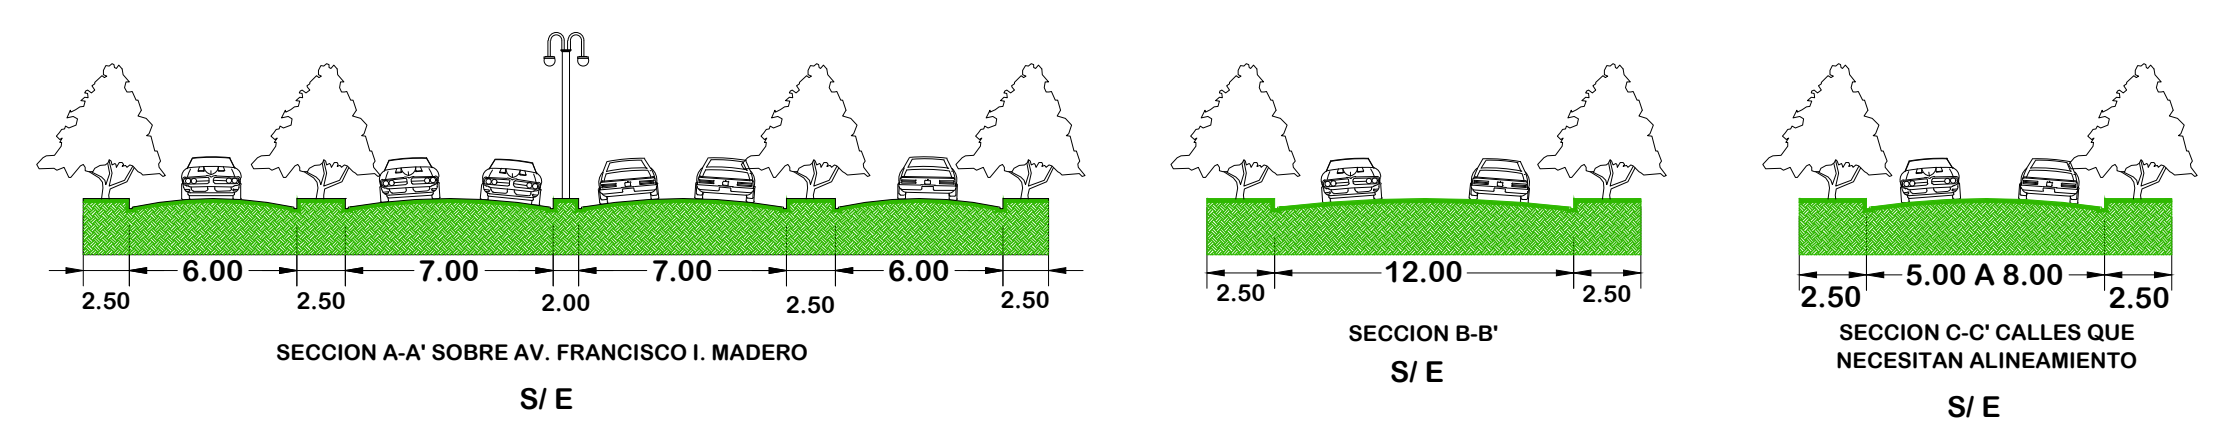 6.00 7.00 7.00 6.00
2.50 2.50 2.00 2.50 2.50
SECCION A-A' SOBRE AV. FRANCISCO I. MADERO
S/ E
12.00
2.50 2.50
SECCION B-B'
S/ E
5.00 A 8.00
2.50 2.50
SECCION C-C' CALLES QUE
NECESITAN ALINEAMIENTO
S/ E